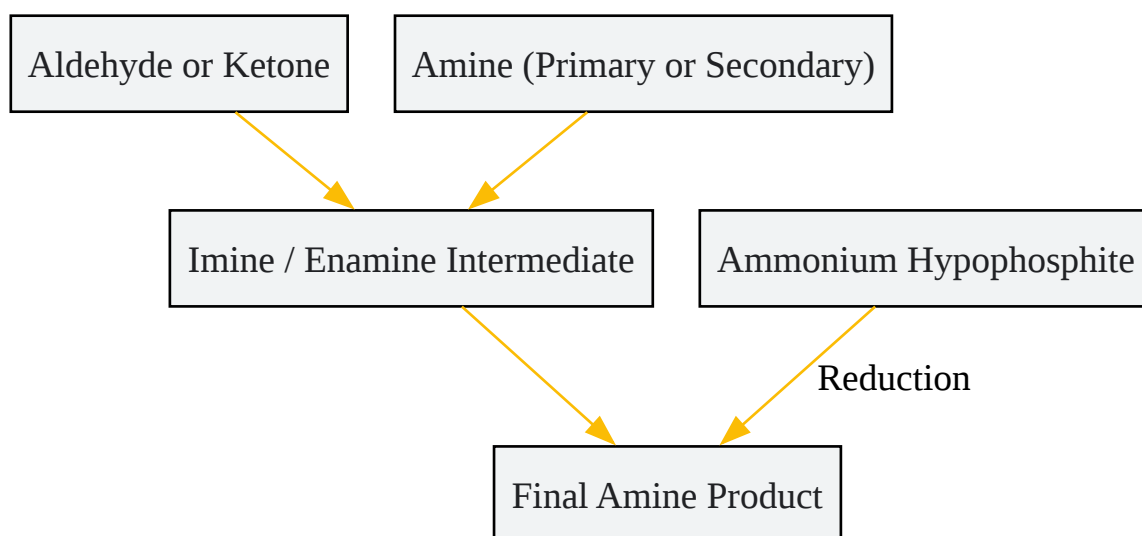 Aldehyde or Ketone
Amine (Primary or Secondary)
Imine / Enamine Intermediate
Ammonium Hypophosphite
Reduction
Final Amine Product